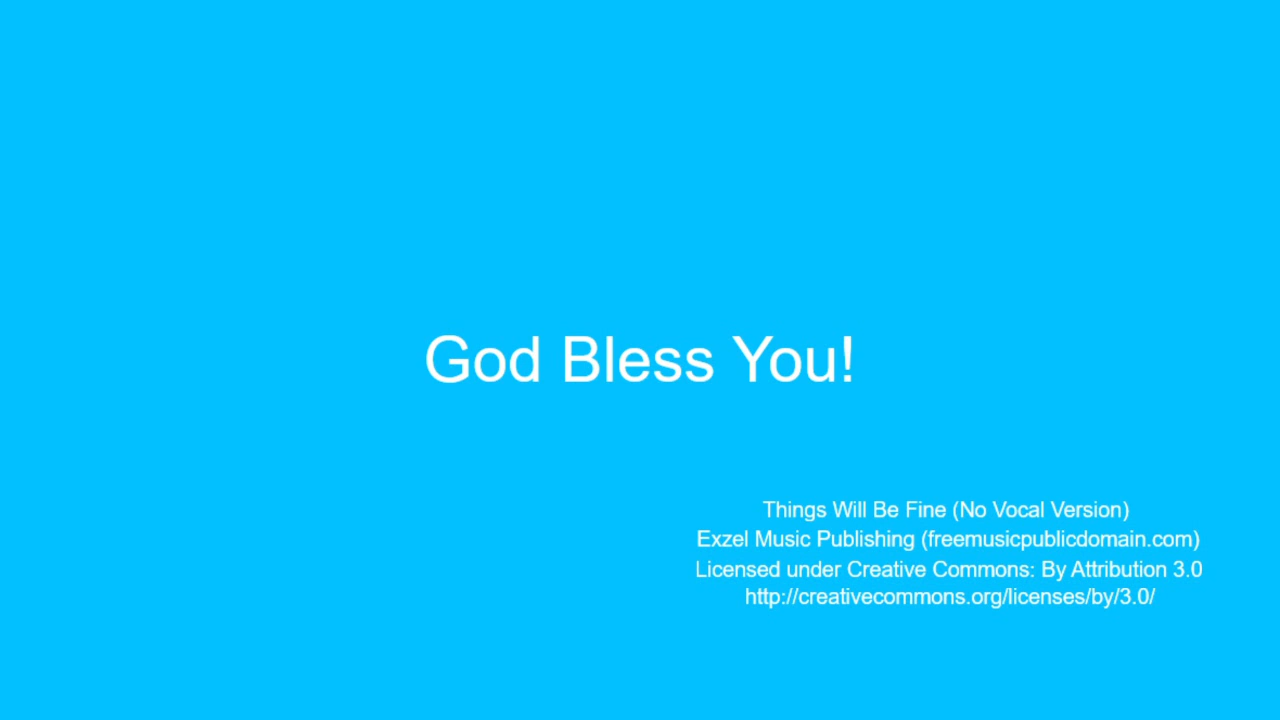 God Bless You!
Things Will Be Fine (No Vocal Version)
Exzel Music Publishing (freemusicpublicdomain.com)
Licensed under Creative Commons: By Attribution 3.0
http://creativecommons.org/licenses/by/3.0/